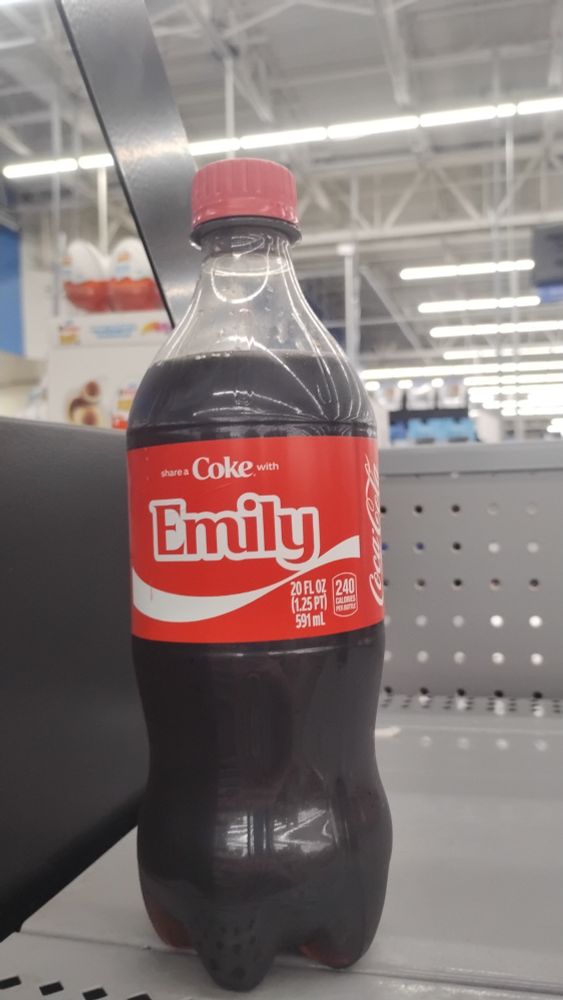 share a Coke with
Emily
20 FL OZ
(1.25 PT)
591 mL
240
CALORIES
PER BOTTLE
Coca-Cola